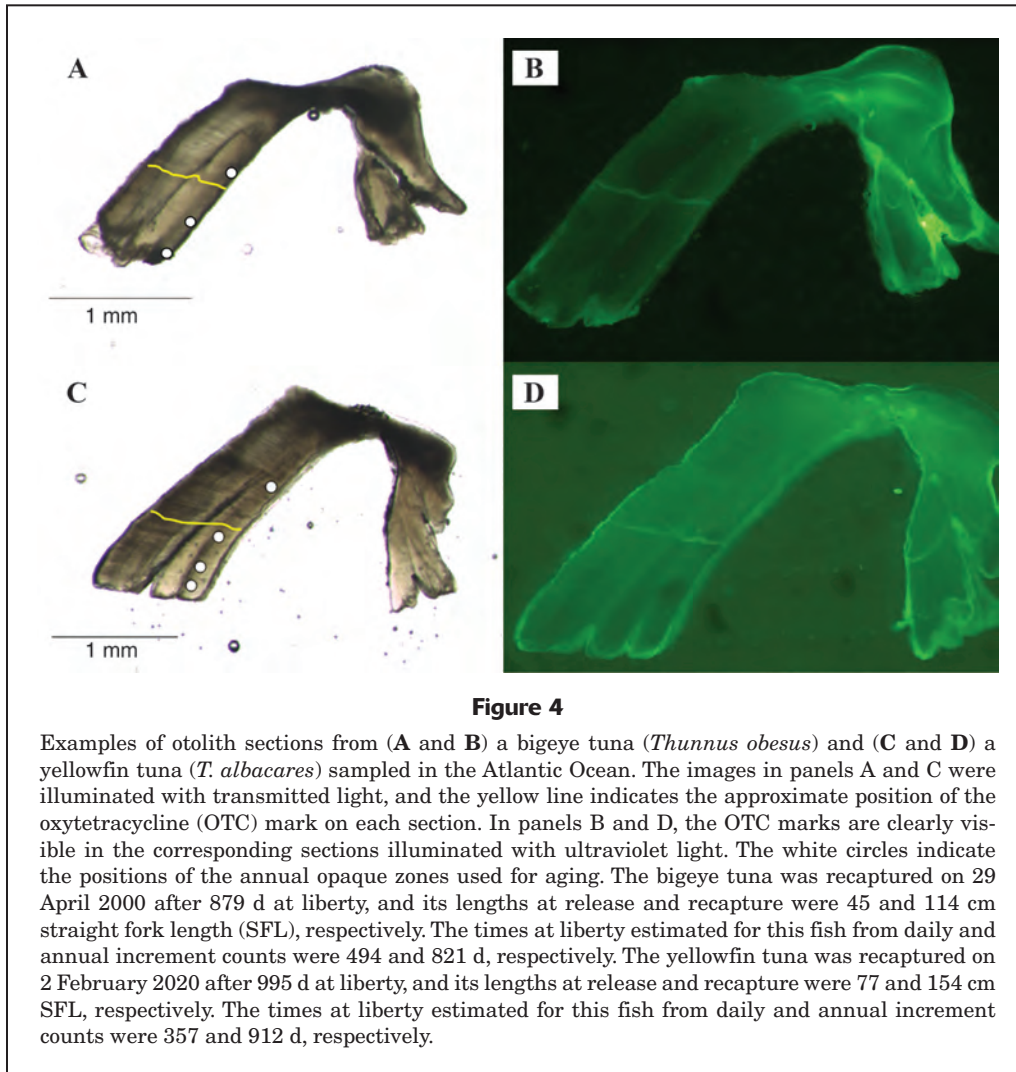 A
B
1 mm
C
D
1 mm
Figure 4
Examples of otolith sections from (A and B) a bigeye tuna (Thunnus obesus) and (C and D) a
yellowfin tuna (T. albacares) sampled in the Atlantic Ocean. The images in panels A and C were
illuminated with transmitted light, and the yellow line indicates the approximate position of the
oxytetracycline (OTC) mark on each section. In panels B and D, the OTC marks are clearly vis-
ible in the corresponding sections illuminated with ultraviolet light. The white circles indicate
the positions of the annual opaque zones used for aging. The bigeye tuna was recaptured on 29
April 2000 after 879 d at liberty, and its lengths at release and recapture were 45 and 114 cm
straight fork length (SFL), respectively. The times at liberty estimated for this fish from daily and
annual increment counts were 494 and 821 d, respectively. The yellowfin tuna was recaptured on
2 February 2020 after 995 d at liberty, and its lengths at release and recapture were 77 and 154 cm
SFL, respectively. The times at liberty estimated for this fish from daily and annual increment
counts were 357 and 912 d, respectively.